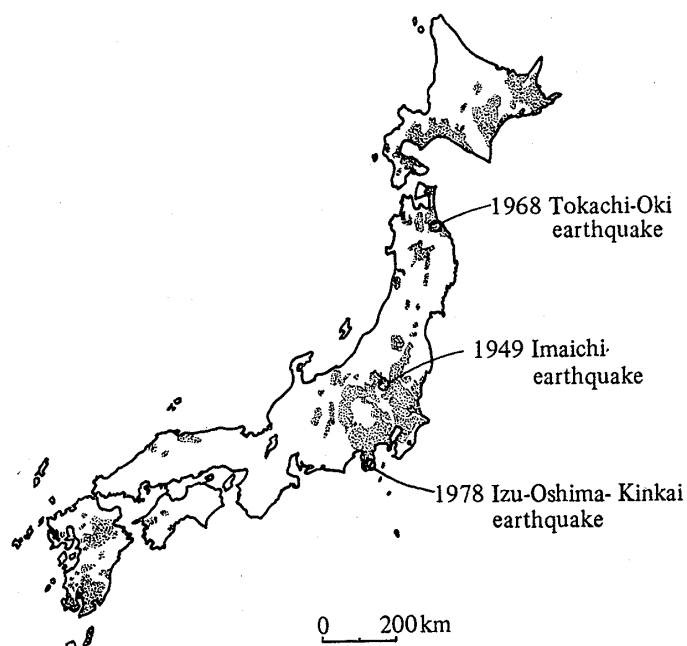 1968 Tokachi-Oki
earthquake
1949 Imaichi
earthquake
1978 Izu-Oshima- Kinkai
earthquake
0 200km